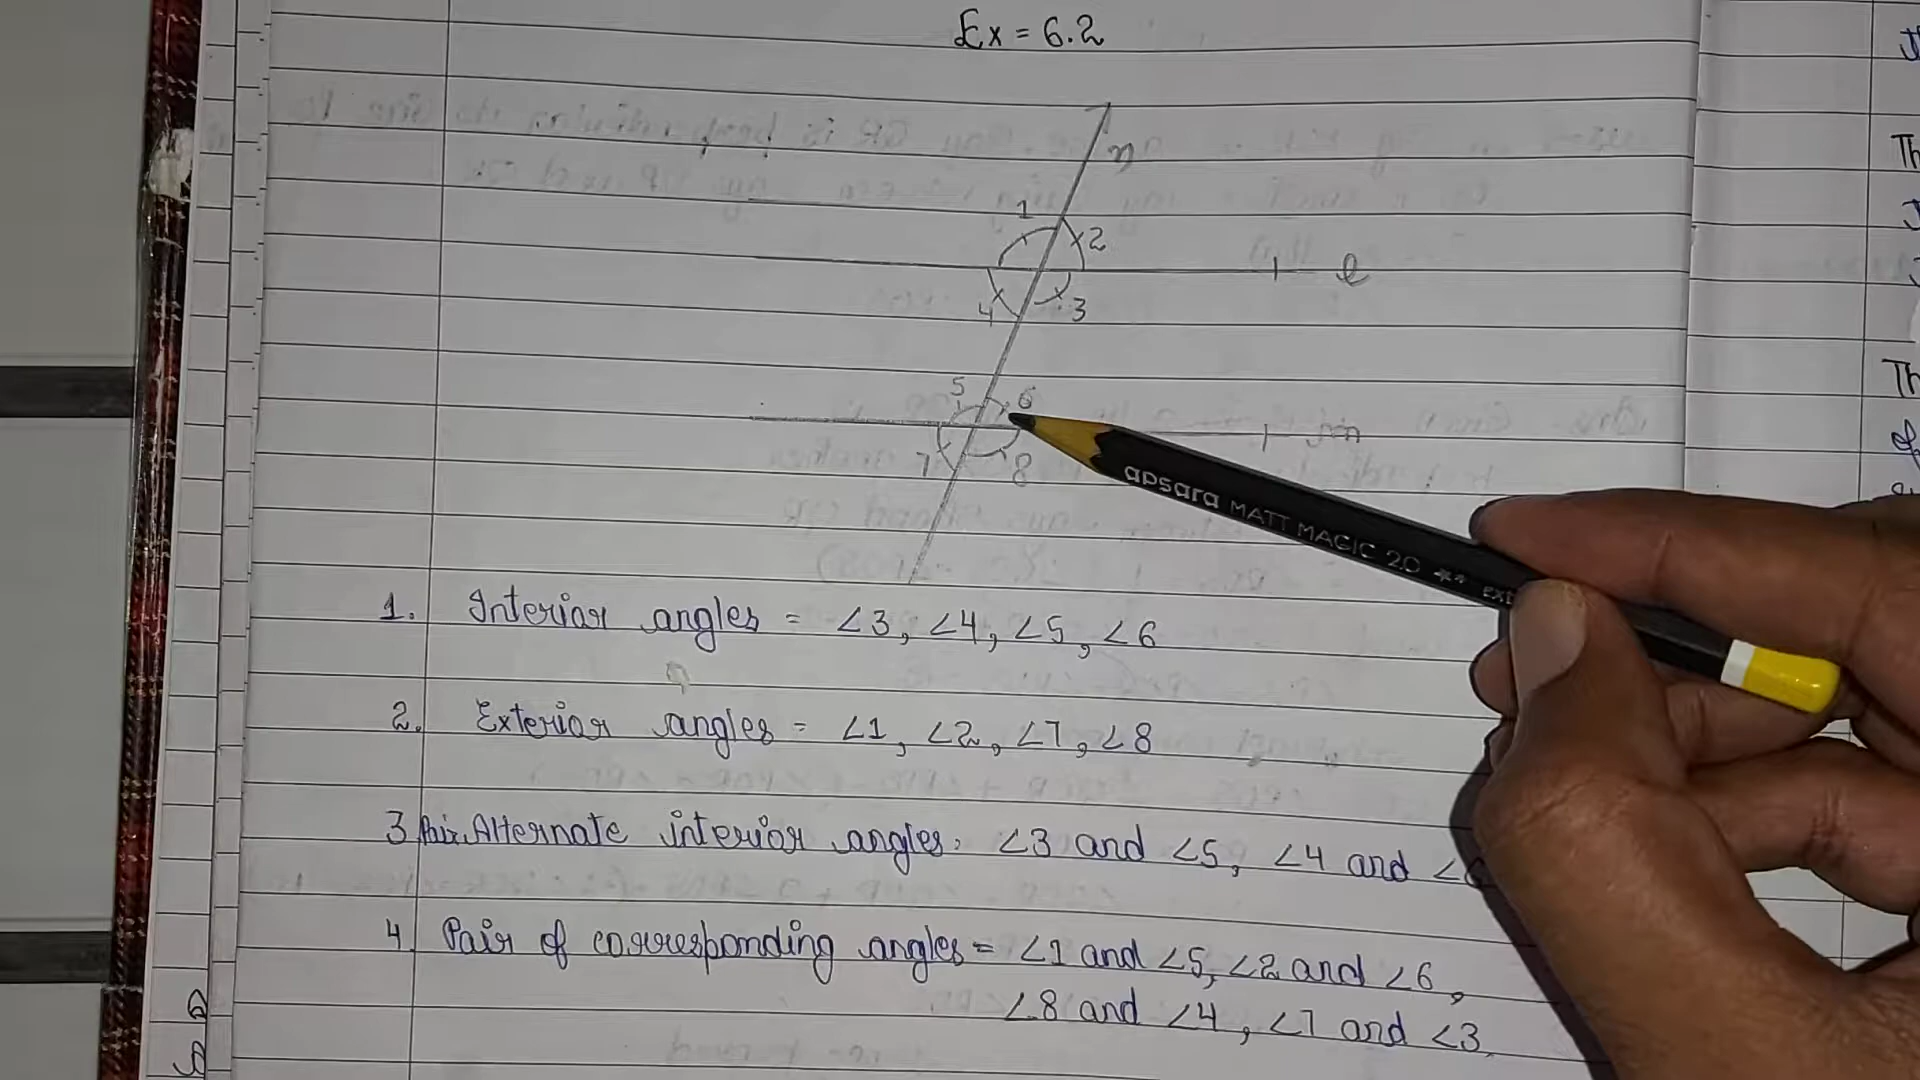 Ex = 6.2
n
1
2
l
4
3
5
6
m
7
8
apsara MATT MAGIC 2.0
1. Interior angles = ∠3, ∠4, ∠5, ∠6
2. Exterior angles = ∠1, ∠2, ∠7, ∠8
3 Pair Alternate interior angles. ∠3 and ∠5, ∠4 and ∠
4. Pair of corresponding angles = ∠1 and ∠5, ∠2 and ∠6,
∠8 and ∠4, ∠7 and ∠3.
Th
Th
of